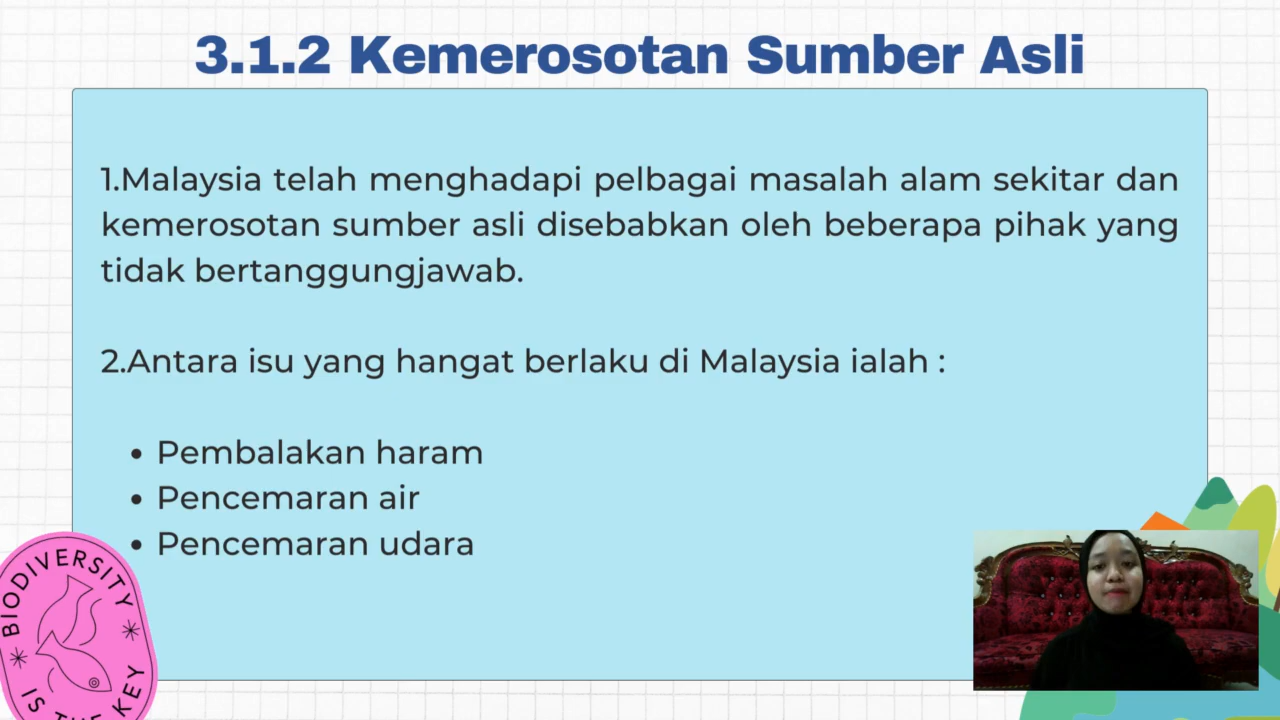 3.1.2 Kemerosotan Sumber Asli
1.Malaysia telah menghadapi pelbagai masalah alam sekitar dan
kemerosotan sumber asli disebabkan oleh beberapa pihak yang
tidak bertanggungjawab.
2.Antara isu yang hangat berlaku di Malaysia ialah :
• Pembalakan haram
• Pencemaran air
• Pencemaran udara
BIODIVERSITY
IS THE KEY